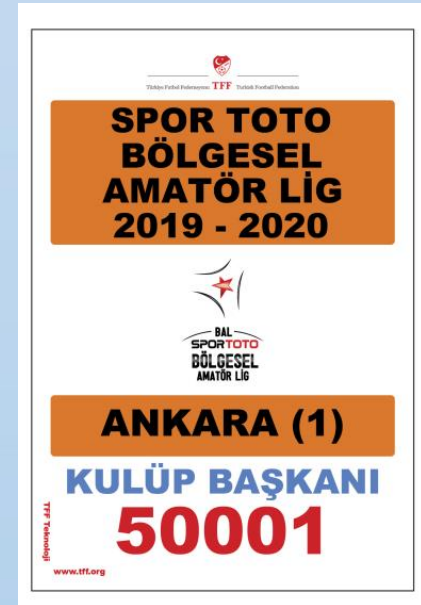 Türkiye Futbol Federasyonu TFF Turkish Football Federation
SPOR TOTO
BÖLGESEL
AMATÖR LİG
2019 - 2020
BAL
SPORTOTO
BÖLGESEL
AMATÖR LİG
ANKARA (1)
KULÜP BAŞKANI
50001
TFF Teknoloji
www.tff.org